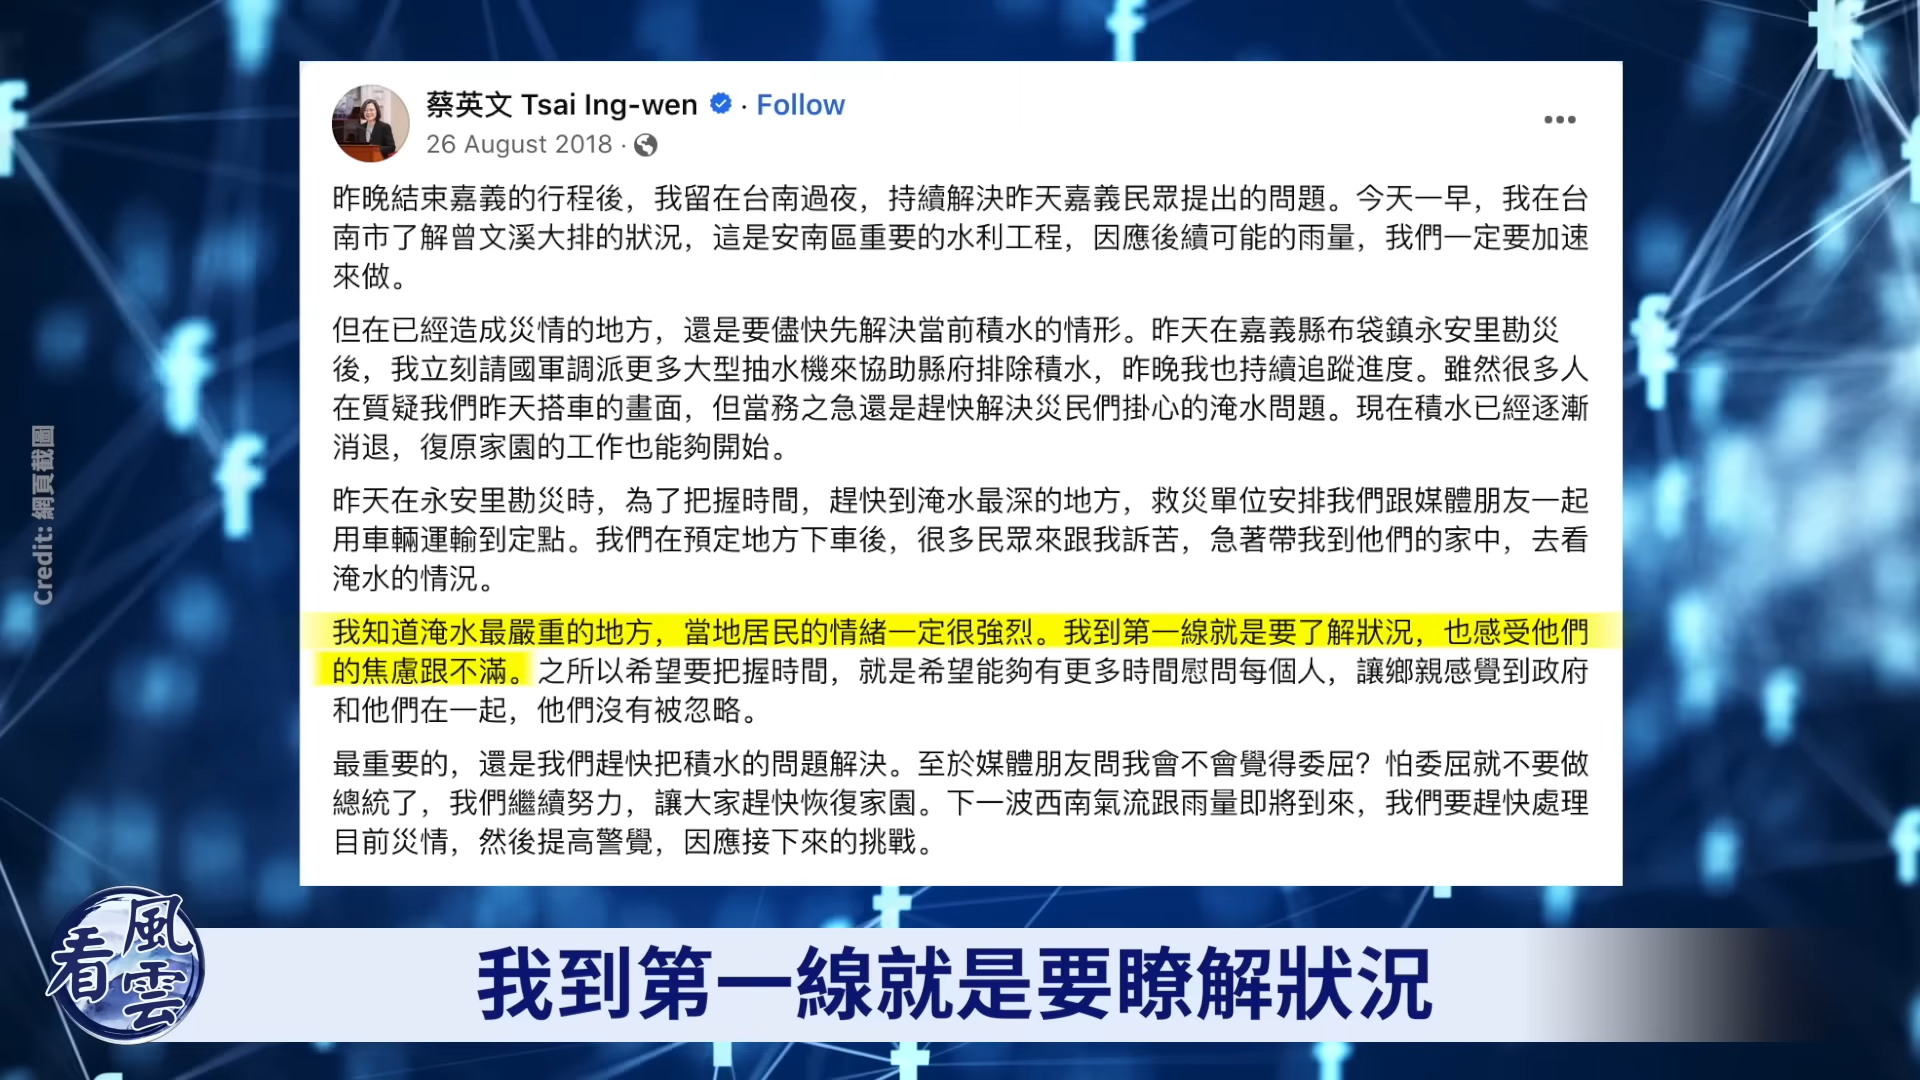 蔡英文 Tsai Ing-wen · Follow
26 August 2018 ·
昨晚結束嘉義的行程後，我留在台南過夜，持續解決昨天嘉義民眾提出的問題。今天一早，我在台
南市了解曾文溪大排的狀況，這是安南區重要的水利工程，因應後續可能的雨量，我們一定要加速
來做。
但在已經造成災情的地方，還是要儘快先解決當前積水的情形。昨天在嘉義縣布袋鎮永安里勘災
後，我立刻請國軍調派更多大型抽水機來協助縣府排除積水，昨晚我也持續追蹤進度。雖然很多人
在質疑我們昨天搭車的畫面，但當務之急還是趕快解決災民們掛心的淹水問題。現在積水已經逐漸
消退，復原家園的工作也能夠開始。
昨天在永安里勘災時，為了把握時間，趕快到淹水最深的地方，救災單位安排我們跟媒體朋友一起
用車輛運輸到定點。我們在預定地方下車後，很多民眾來跟我訴苦，急著帶我到他們的家中，去看
淹水的情況。
我知道淹水最嚴重的地方，當地居民的情緒一定很強烈。我到第一線就是要了解狀況，也感受他們
的焦慮跟不滿。之所以希望要把握時間，就是希望能夠有更多時間慰問每個人，讓鄉親感覺到政府
和他們在一起，他們沒有被忽略。
最重要的，還是我們趕快把積水的問題解決。至於媒體朋友問我會不會覺得委屈？怕委屈就不要做
總統了，我們繼續努力，讓大家趕快恢復家園。下一波西南氣流跟雨量即將到來，我們要趕快處理
目前災情，然後提高警覺，因應接下來的挑戰。
Credit: 網頁截圖
風雲
看
我到第一線就是要瞭解狀況